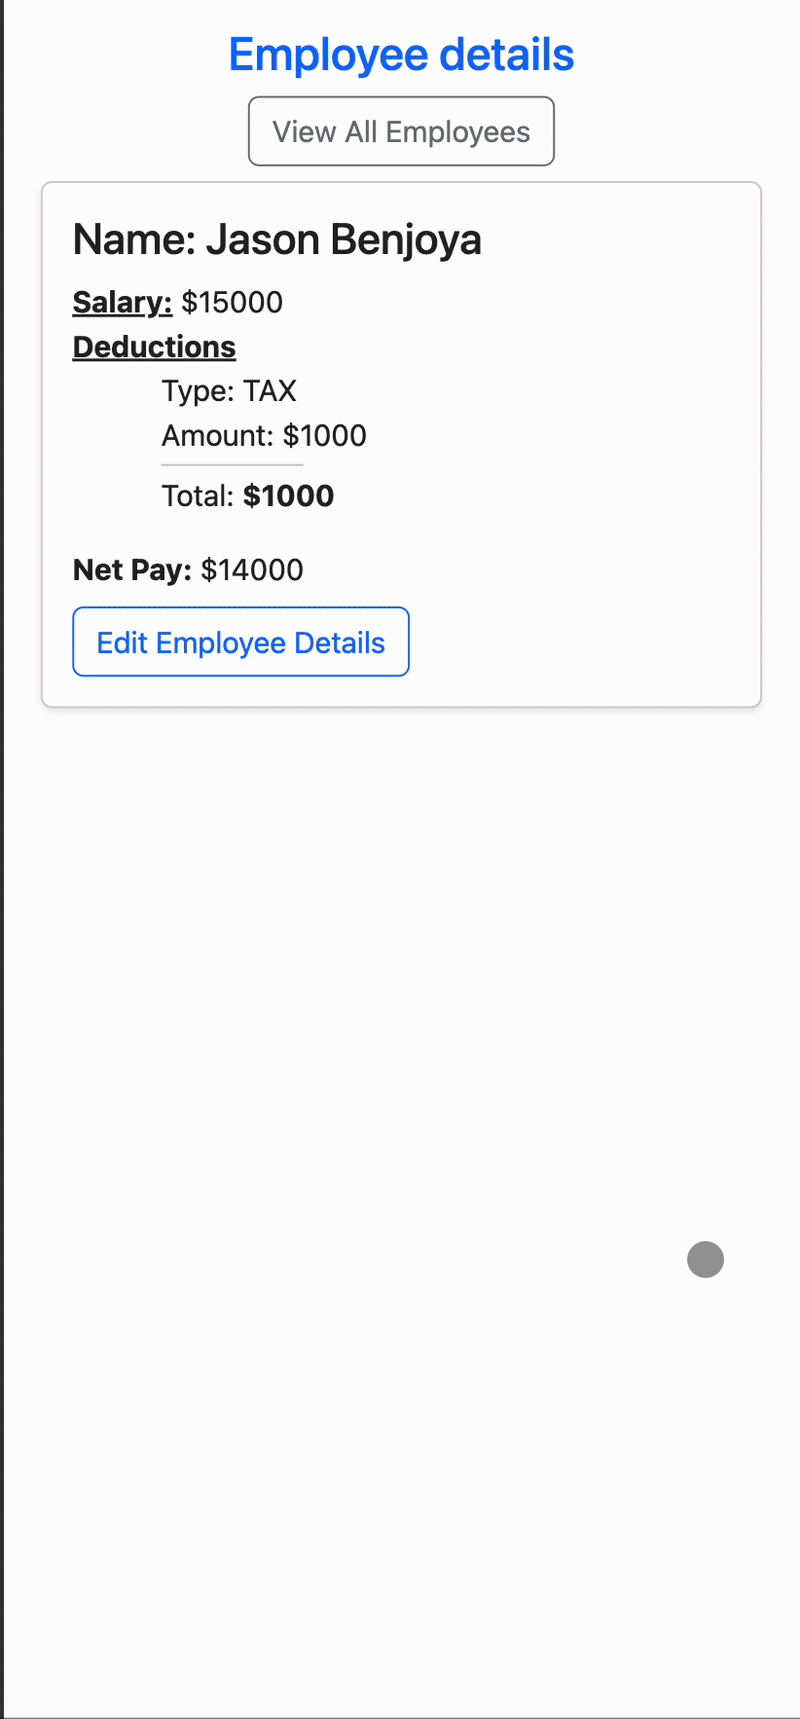 Employee details
View All Employees
Name: Jason Benjoya
Salary: $15000
Deductions
Type: TAX
Amount: $1000
Total: $1000
Net Pay: $14000
Edit Employee Details